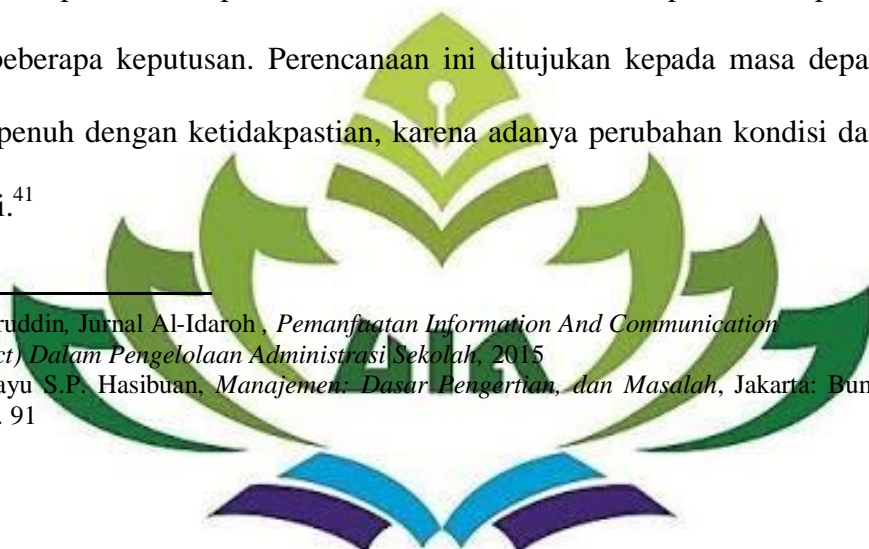 beberapa keputusan. Perencanaan ini ditujukan kepada masa depa
penuh dengan ketidakpastian, karena adanya perubahan kondisi da
i.⁴¹
ruddin, Jurnal Al-Idaroh , Pemanfaatan Information And Communication
ct) Dalam Pengelolaan Administrasi Sekolah, 2015
ayu S.P. Hasibuan, Manajemen: Dasar Pengertian, dan Masalah, Jakarta: Bun
. 91